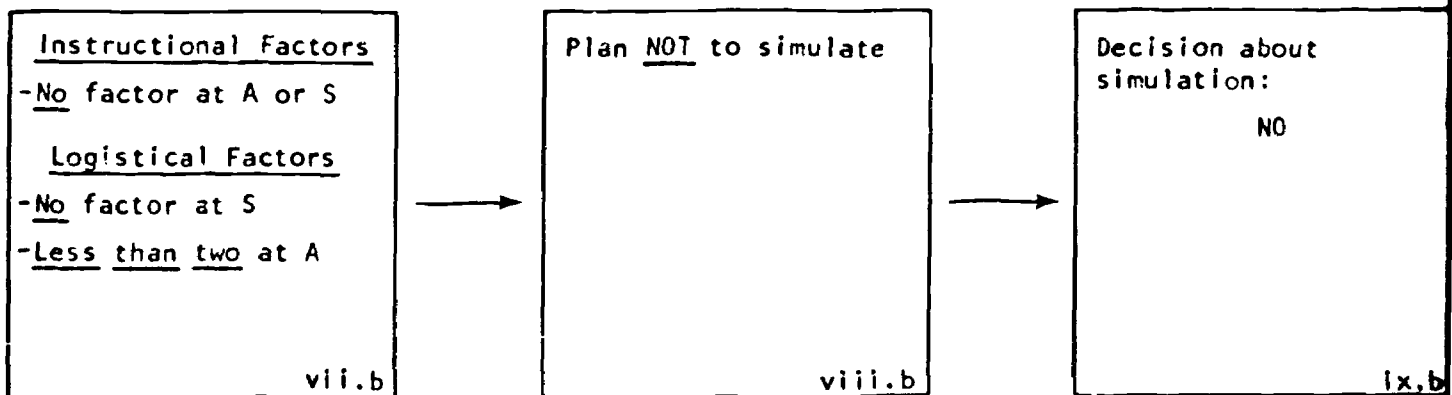 Instructional Factors
-No factor at A or S
Logistical Factors
-No factor at S
-Less than two at A
vii.b
Plan NOT to simulate
viii.b
Decision about
simulation:
NO
ix.b